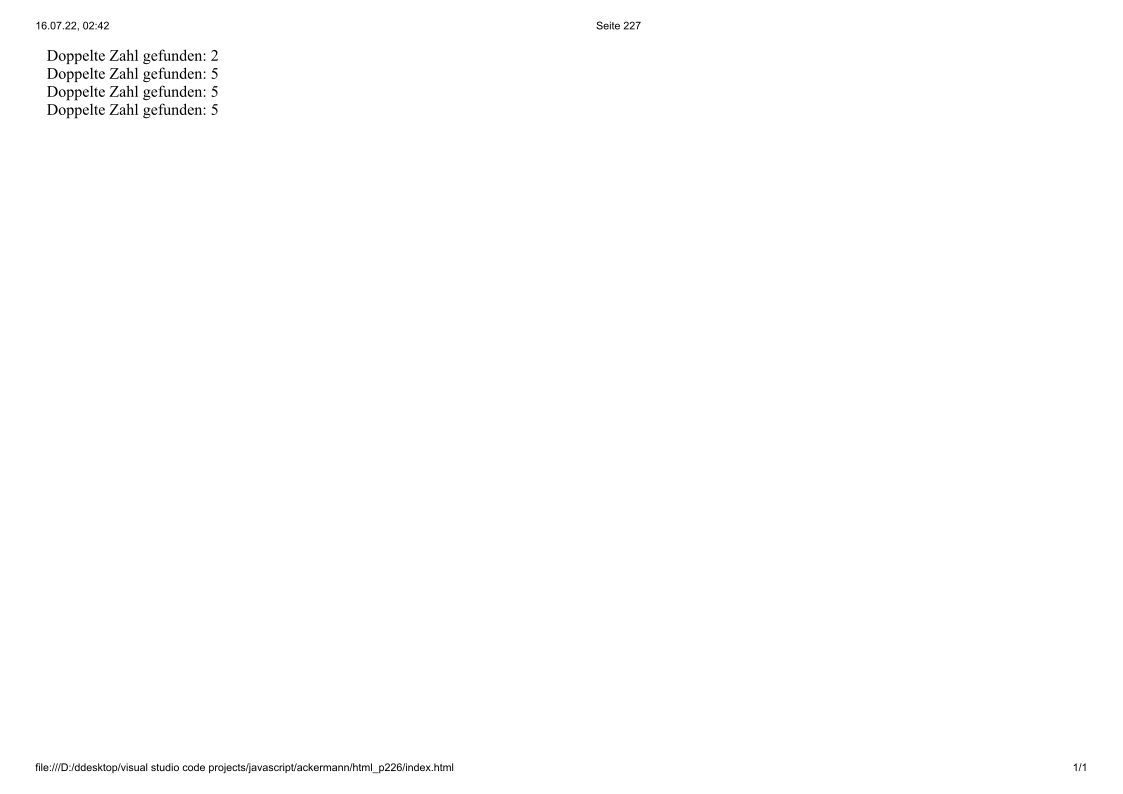 16.07.22, 02:42 Seite 227
Doppelte Zahl gefunden: 2
Doppelte Zahl gefunden: 5
Doppelte Zahl gefunden: 5
Doppelte Zahl gefunden: 5
file:///D:/ddesktop/visual studio code projects/javascript/ackermann/html_p226/index.html 1/1